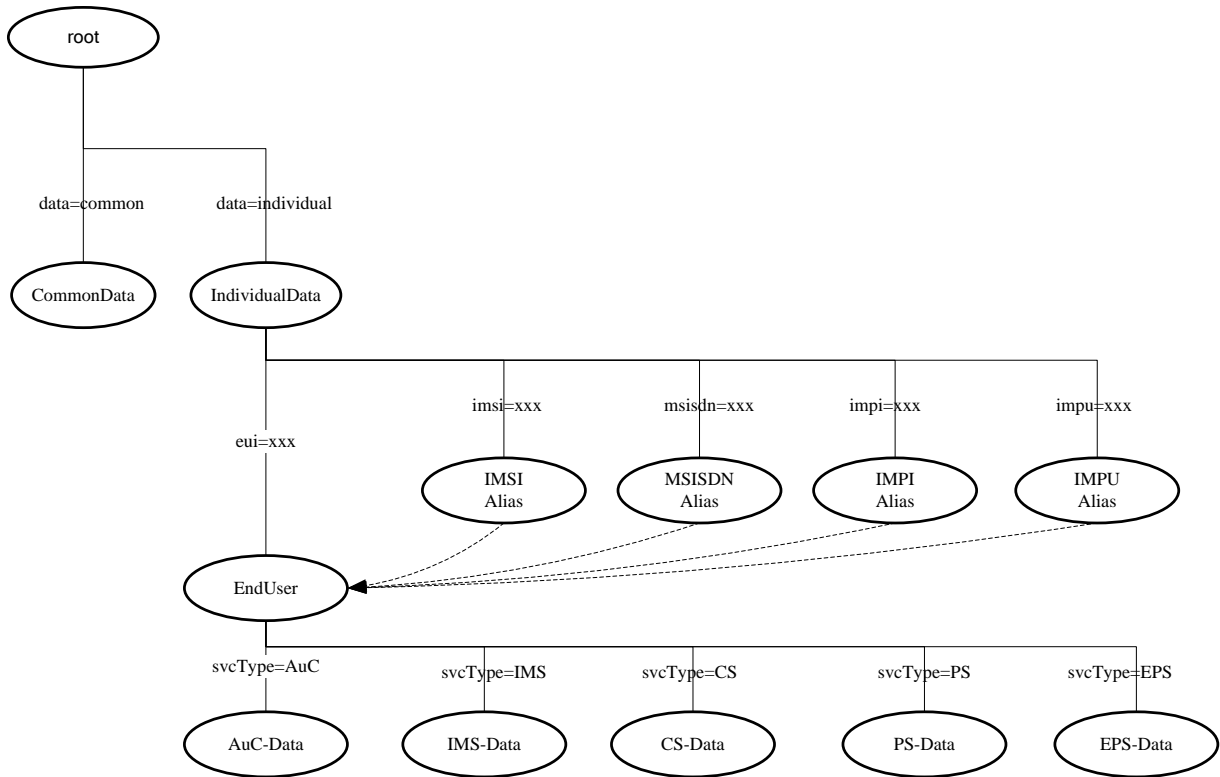 root
data=common
data=individual
CommonData
IndividualData
imsi=xxx
msisdn=xxx
impi=xxx
impu=xxx
eui=xxx
IMSI
Alias
MSISDN
Alias
IMPI
Alias
IMPU
Alias
EndUser
svcType=AuC
svcType=IMS
svcType=CS
svcType=PS
svcType=EPS
AuC-Data
IMS-Data
CS-Data
PS-Data
EPS-Data